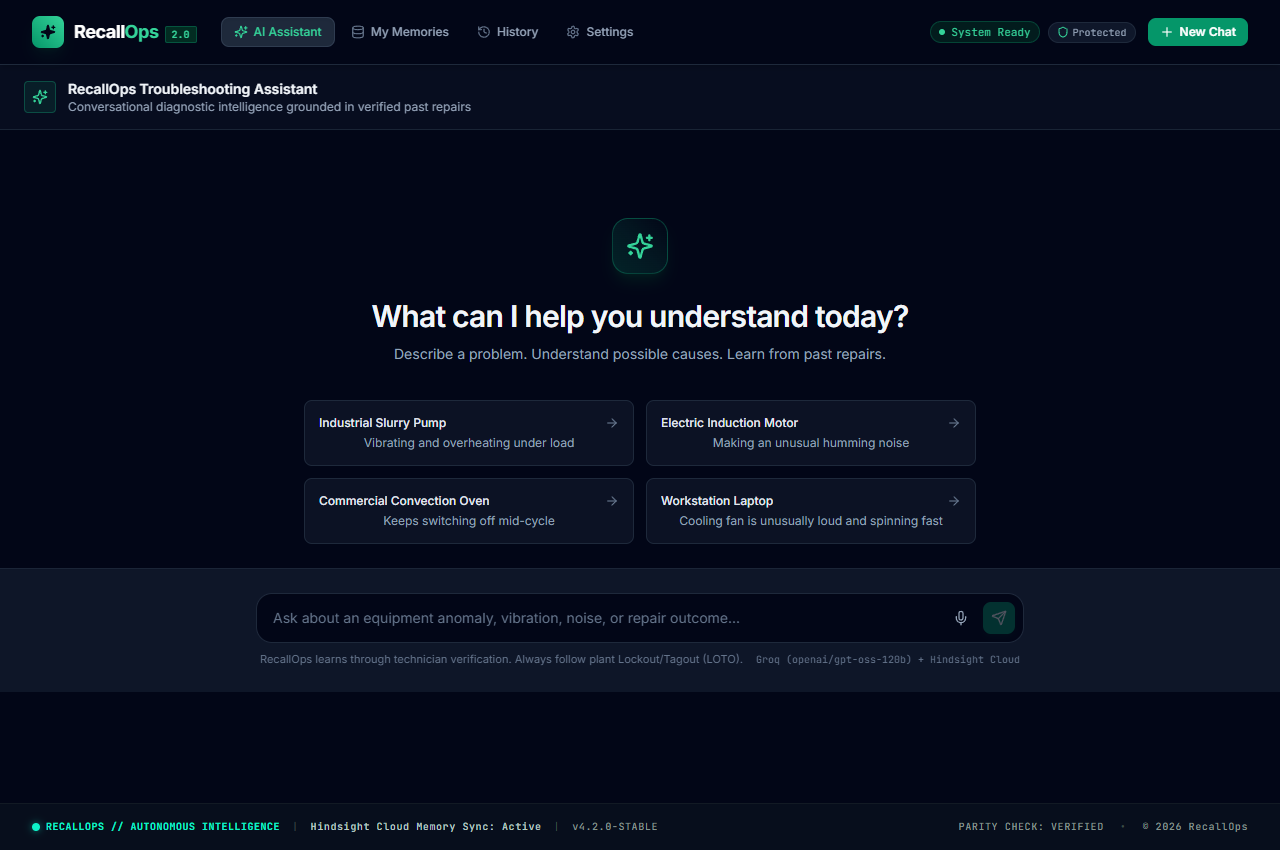 RecallOps 2.0 AI Assistant My Memories History Settings System Ready Protected New Chat
RecallOps Troubleshooting Assistant
Conversational diagnostic intelligence grounded in verified past repairs
What can I help you understand today?
Describe a problem. Understand possible causes. Learn from past repairs.
Industrial Slurry Pump
Vibrating and overheating under load
Electric Induction Motor
Making an unusual humming noise
Commercial Convection Oven
Keeps switching off mid-cycle
Workstation Laptop
Cooling fan is unusually loud and spinning fast
Ask about an equipment anomaly, vibration, noise, or repair outcome...
RecallOps learns through technician verification. Always follow plant Lockout/Tagout (LOTO). Groq (openai/gpt-oss-120b) + Hindsight Cloud
RECALLOPS // AUTONOMOUS INTELLIGENCE | Hindsight Cloud Memory Sync: Active | v4.2.0-STABLE PARITY CHECK: VERIFIED · © 2026 RecallOps